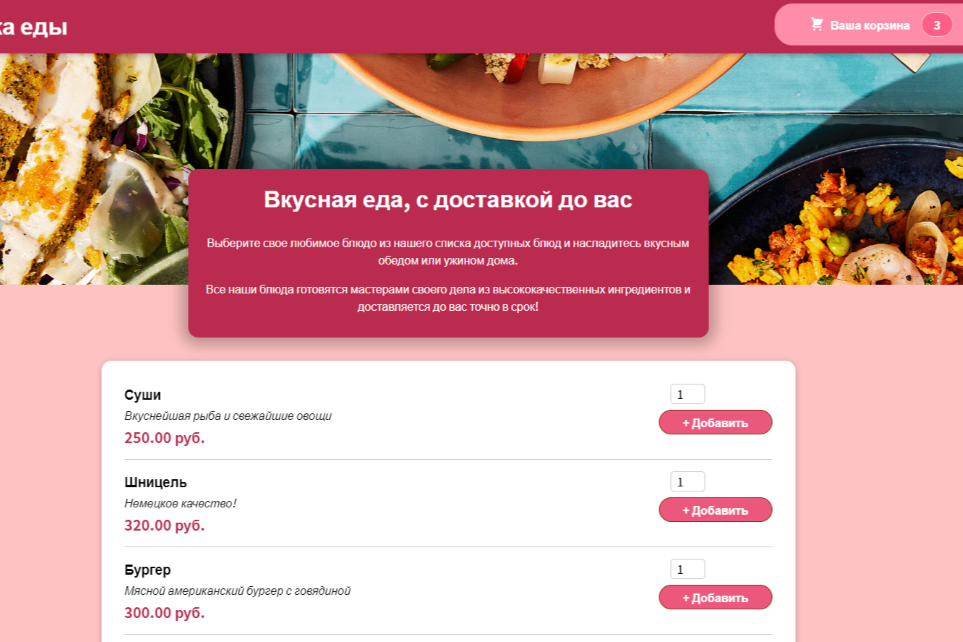 ка еды
Ваша корзина 3
Вкусная еда, с доставкой до вас
Выберите свое любимое блюдо из нашего списка доступных блюд и насладитесь вкусным
обедом или ужином дома.
Все наши блюда готовятся мастерами своего дела из высококачественных ингредиентов и
доставляется до вас точно в срок!
Суши
1
Вкуснейшая рыба и свежайшие овощи
+ Добавить
250.00 руб.
Шницель
1
Немецкое качество!
+ Добавить
320.00 руб.
Бургер
1
Мясной американский бургер с говядиной
+ Добавить
300.00 руб.